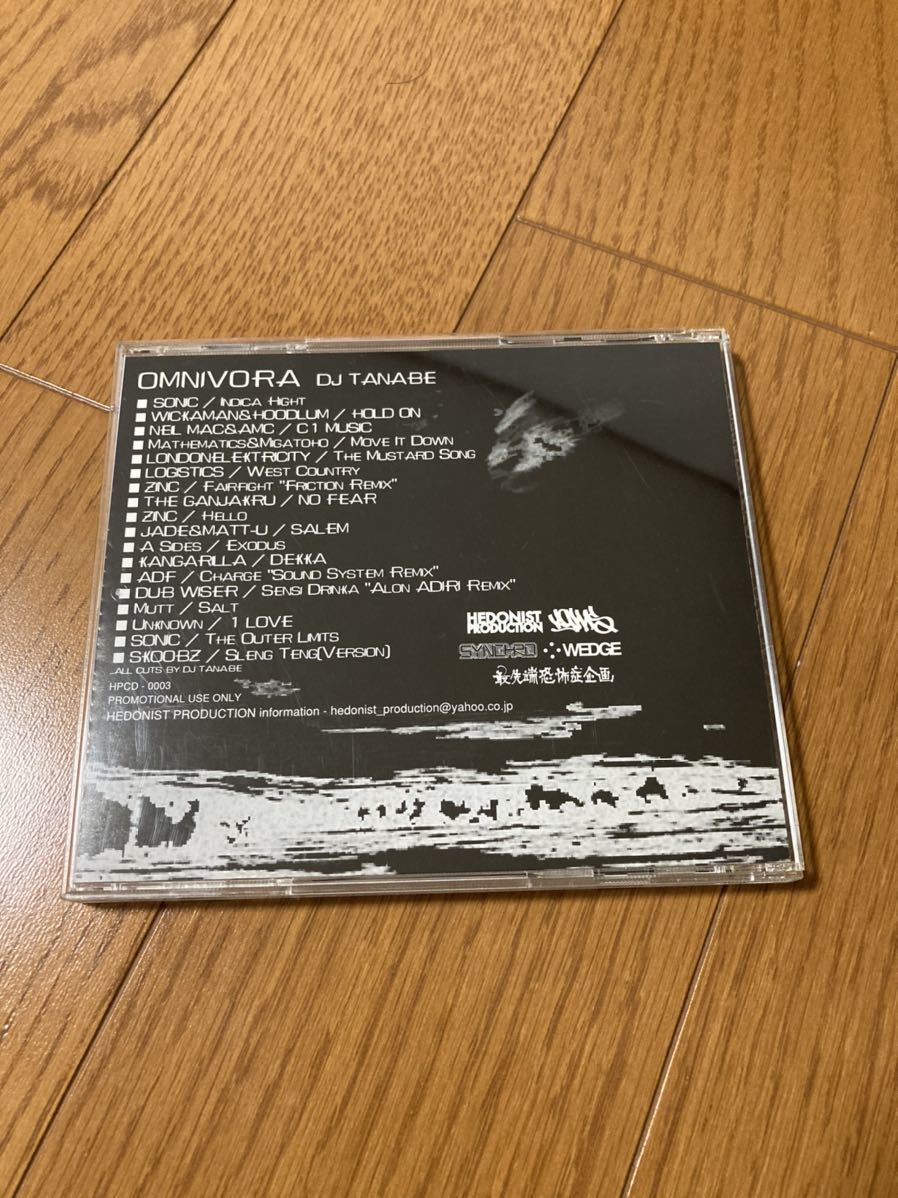 OMNIVORA DJ TANABE
SONIC / INDICA HIGHT
WICKAMAN&HOODLUM / HOLD ON
NEIL MAC&AMC / C1 MUSIC
MATHEMATICS&MIGATOHO / MOVE IT DOWN
LONDONELEKTRICITY / THE MUSTARD SONG
LOGISTICS / WEST COUNTRY
ZINC / FAIRFIGHT "FRICTION REMIX"
THE GANJAKRU / NO FEAR
ZINC / HELLO
JADE&MATT-U / SALEM
A SIDES / EXODUS
KANGARILLA / DEKKA
ADF / CHARGE "SOUND SYSTEM REMIX"
DUB WISER / SENSI DRINKA "ALON ADIRI REMIX"
MUTT / SALT
UNKNOWN / 1 LOVE
SONIC / THE OUTER LIMITS
SKOOBZ / SLENG TENG(VERSION)
...ALL CUTS BY DJ TANABE
HPCD - 0003
PROMOTIONAL USE ONLY
HEDONIST PRODUCTION information - hedonist_production@yahoo.co.jp
HEDONIST
PRODUCTION
SYNCHRO WEDGE
最先端恐怖症企画